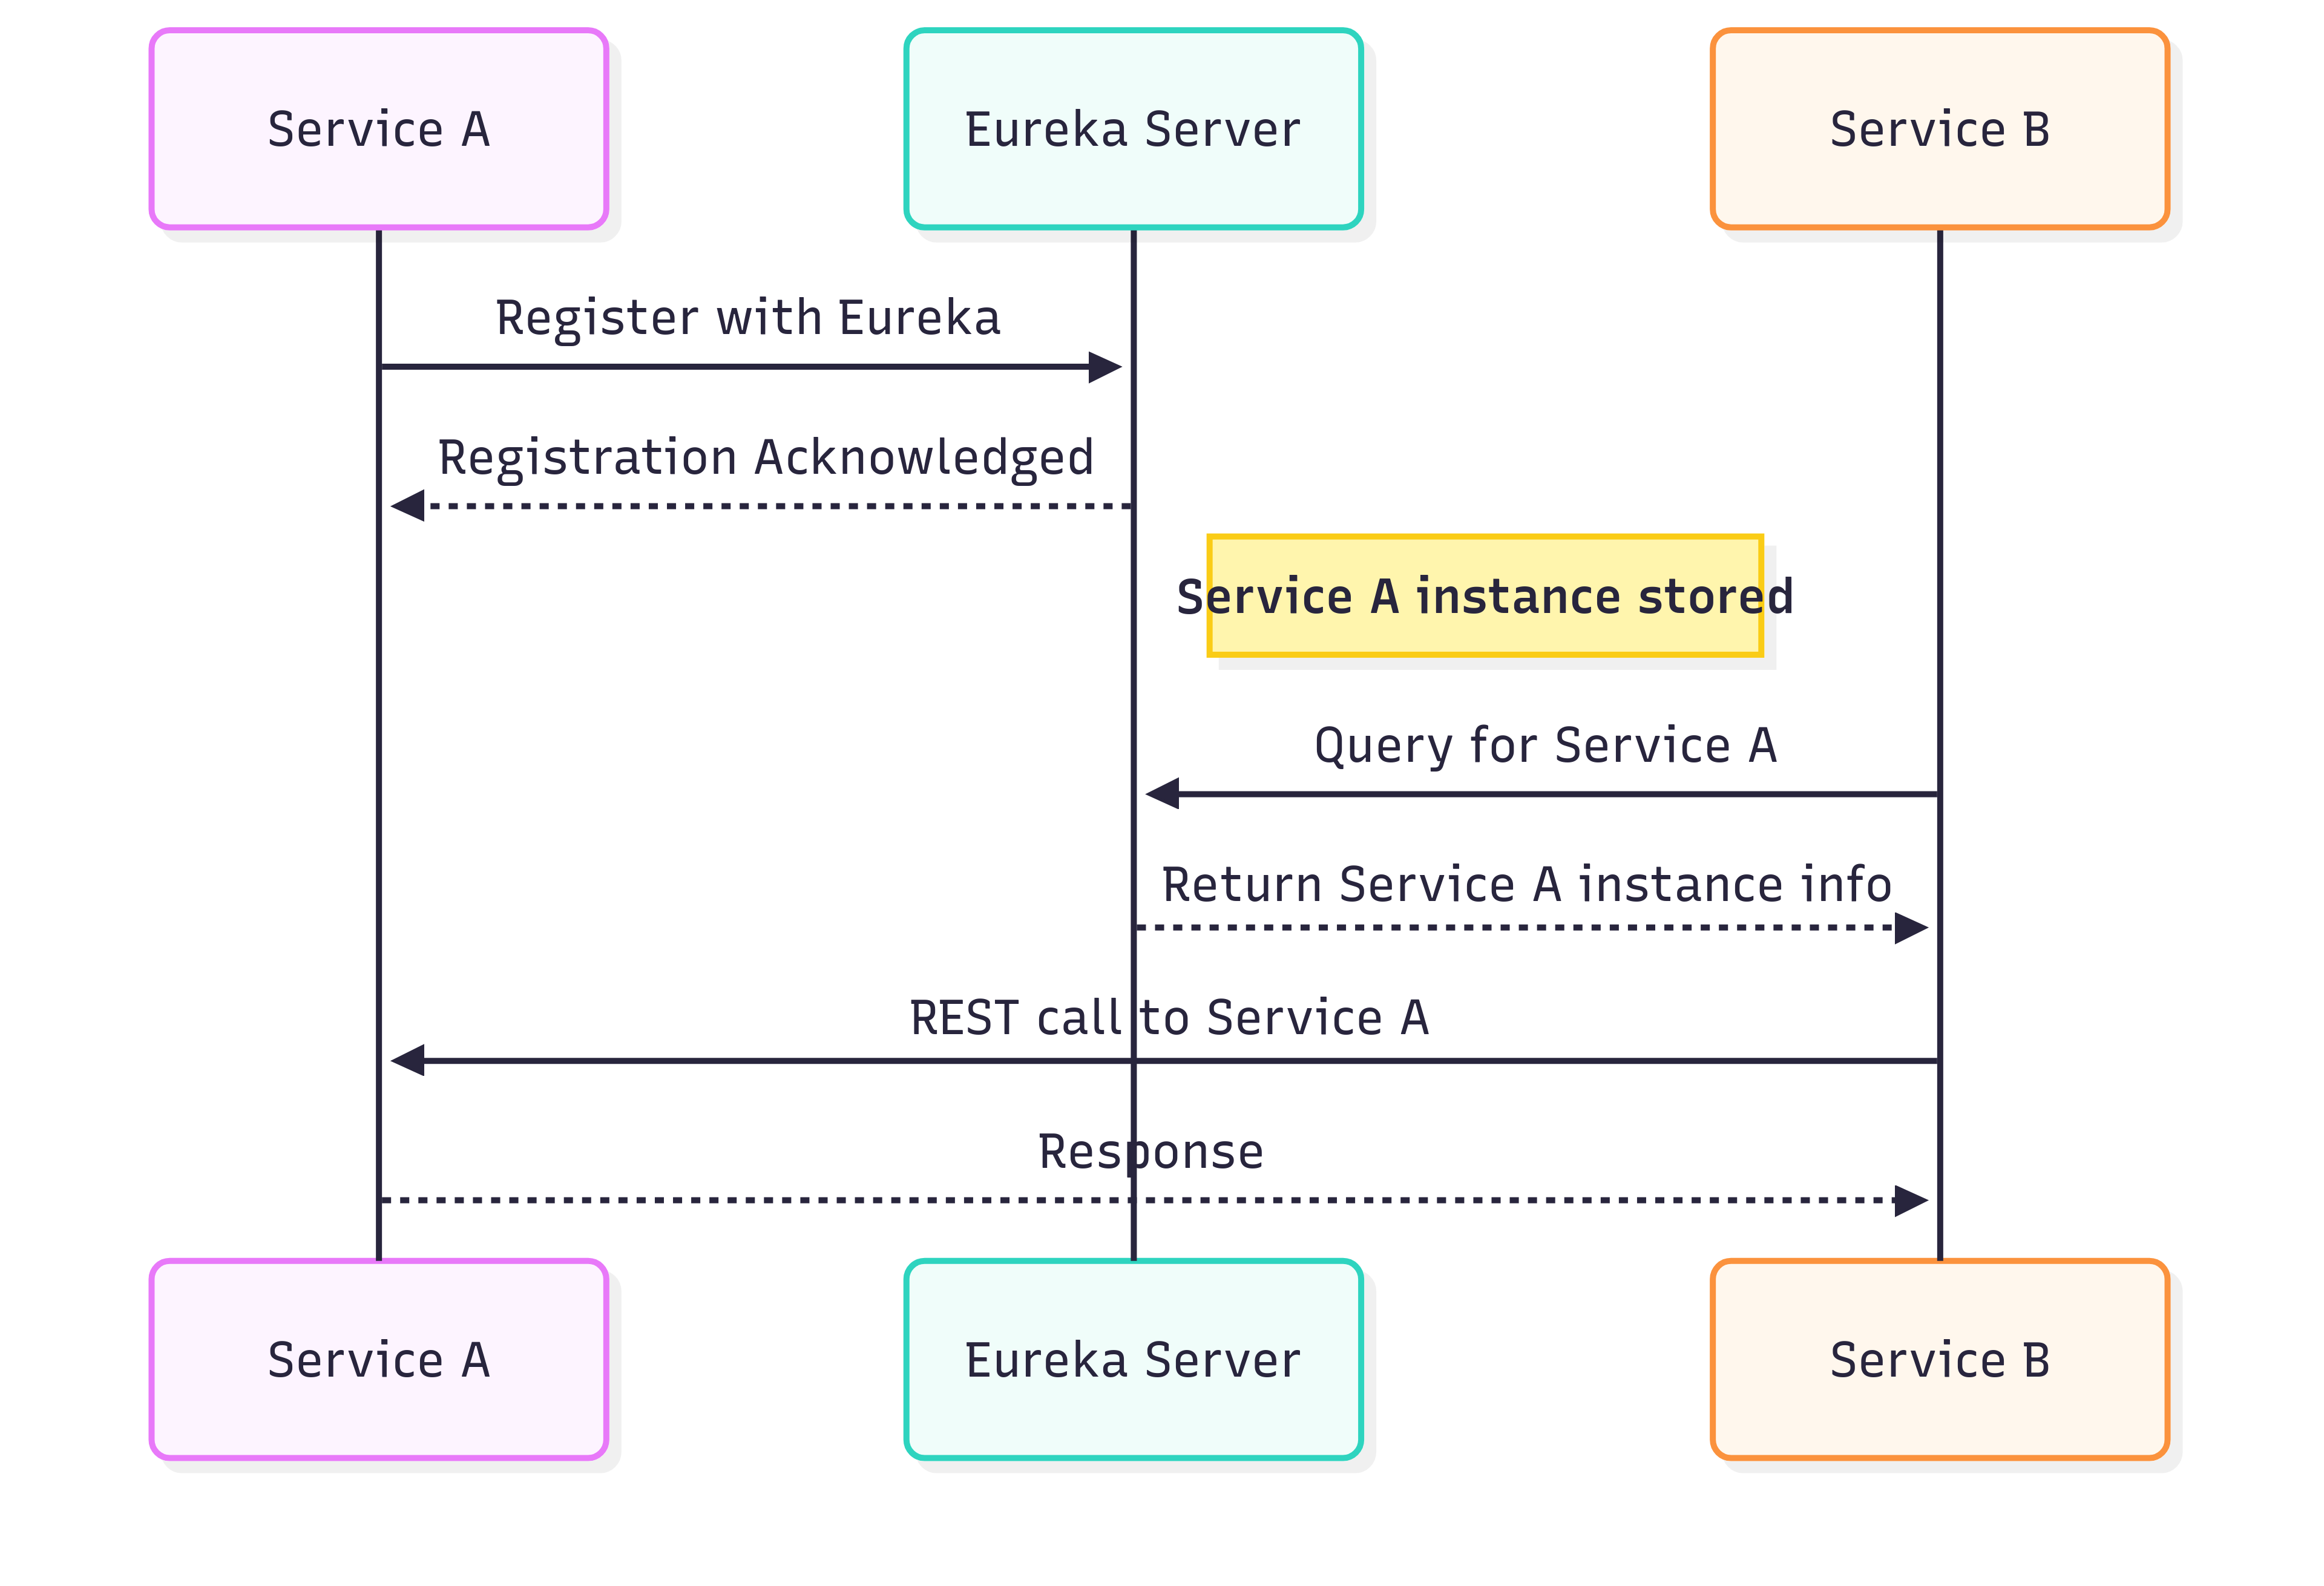 Service A
Eureka Server
Service B
Register with Eureka
Registration Acknowledged
Service A instance stored
Query for Service A
Return Service A instance info
REST call to Service A
Response
Service A
Eureka Server
Service B